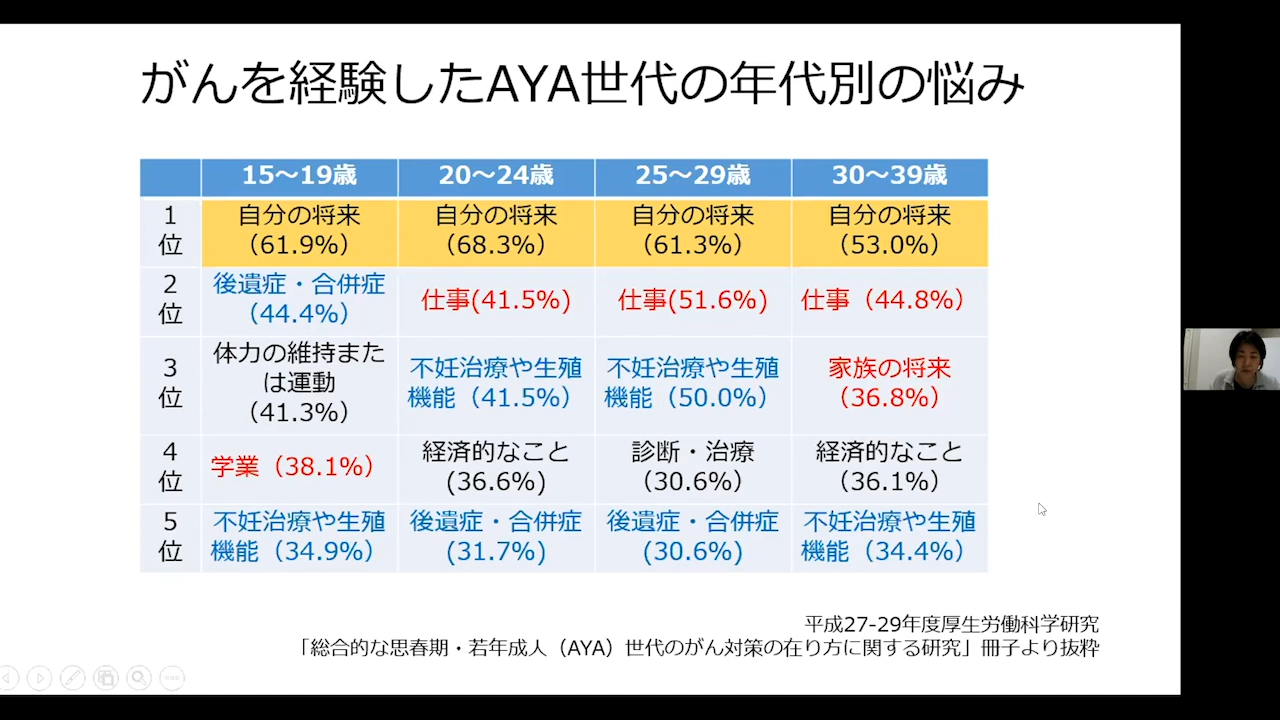 がんを経験したAYA世代の年代別の悩み
15～19歳 20～24歳 25～29歳 30～39歳
1位 自分の将来（61.9%） 自分の将来（68.3%） 自分の将来（61.3%） 自分の将来（53.0%）
2位 後遺症・合併症（44.4%） 仕事(41.5%) 仕事(51.6%) 仕事（44.8%）
3位 体力の維持または運動（41.3%） 不妊治療や生殖機能（41.5%） 不妊治療や生殖機能（50.0%） 家族の将来（36.8%）
4位 学業（38.1%） 経済的なこと(36.6%) 診断・治療（30.6%） 経済的なこと（36.1%）
5位 不妊治療や生殖機能（34.9%） 後遺症・合併症(31.7%) 後遺症・合併症(30.6%) 不妊治療や生殖機能（34.4%）
平成27-29年度厚生労働科学研究
「総合的な思春期・若年成人（AYA）世代のがん対策の在り方に関する研究」冊子より抜粋